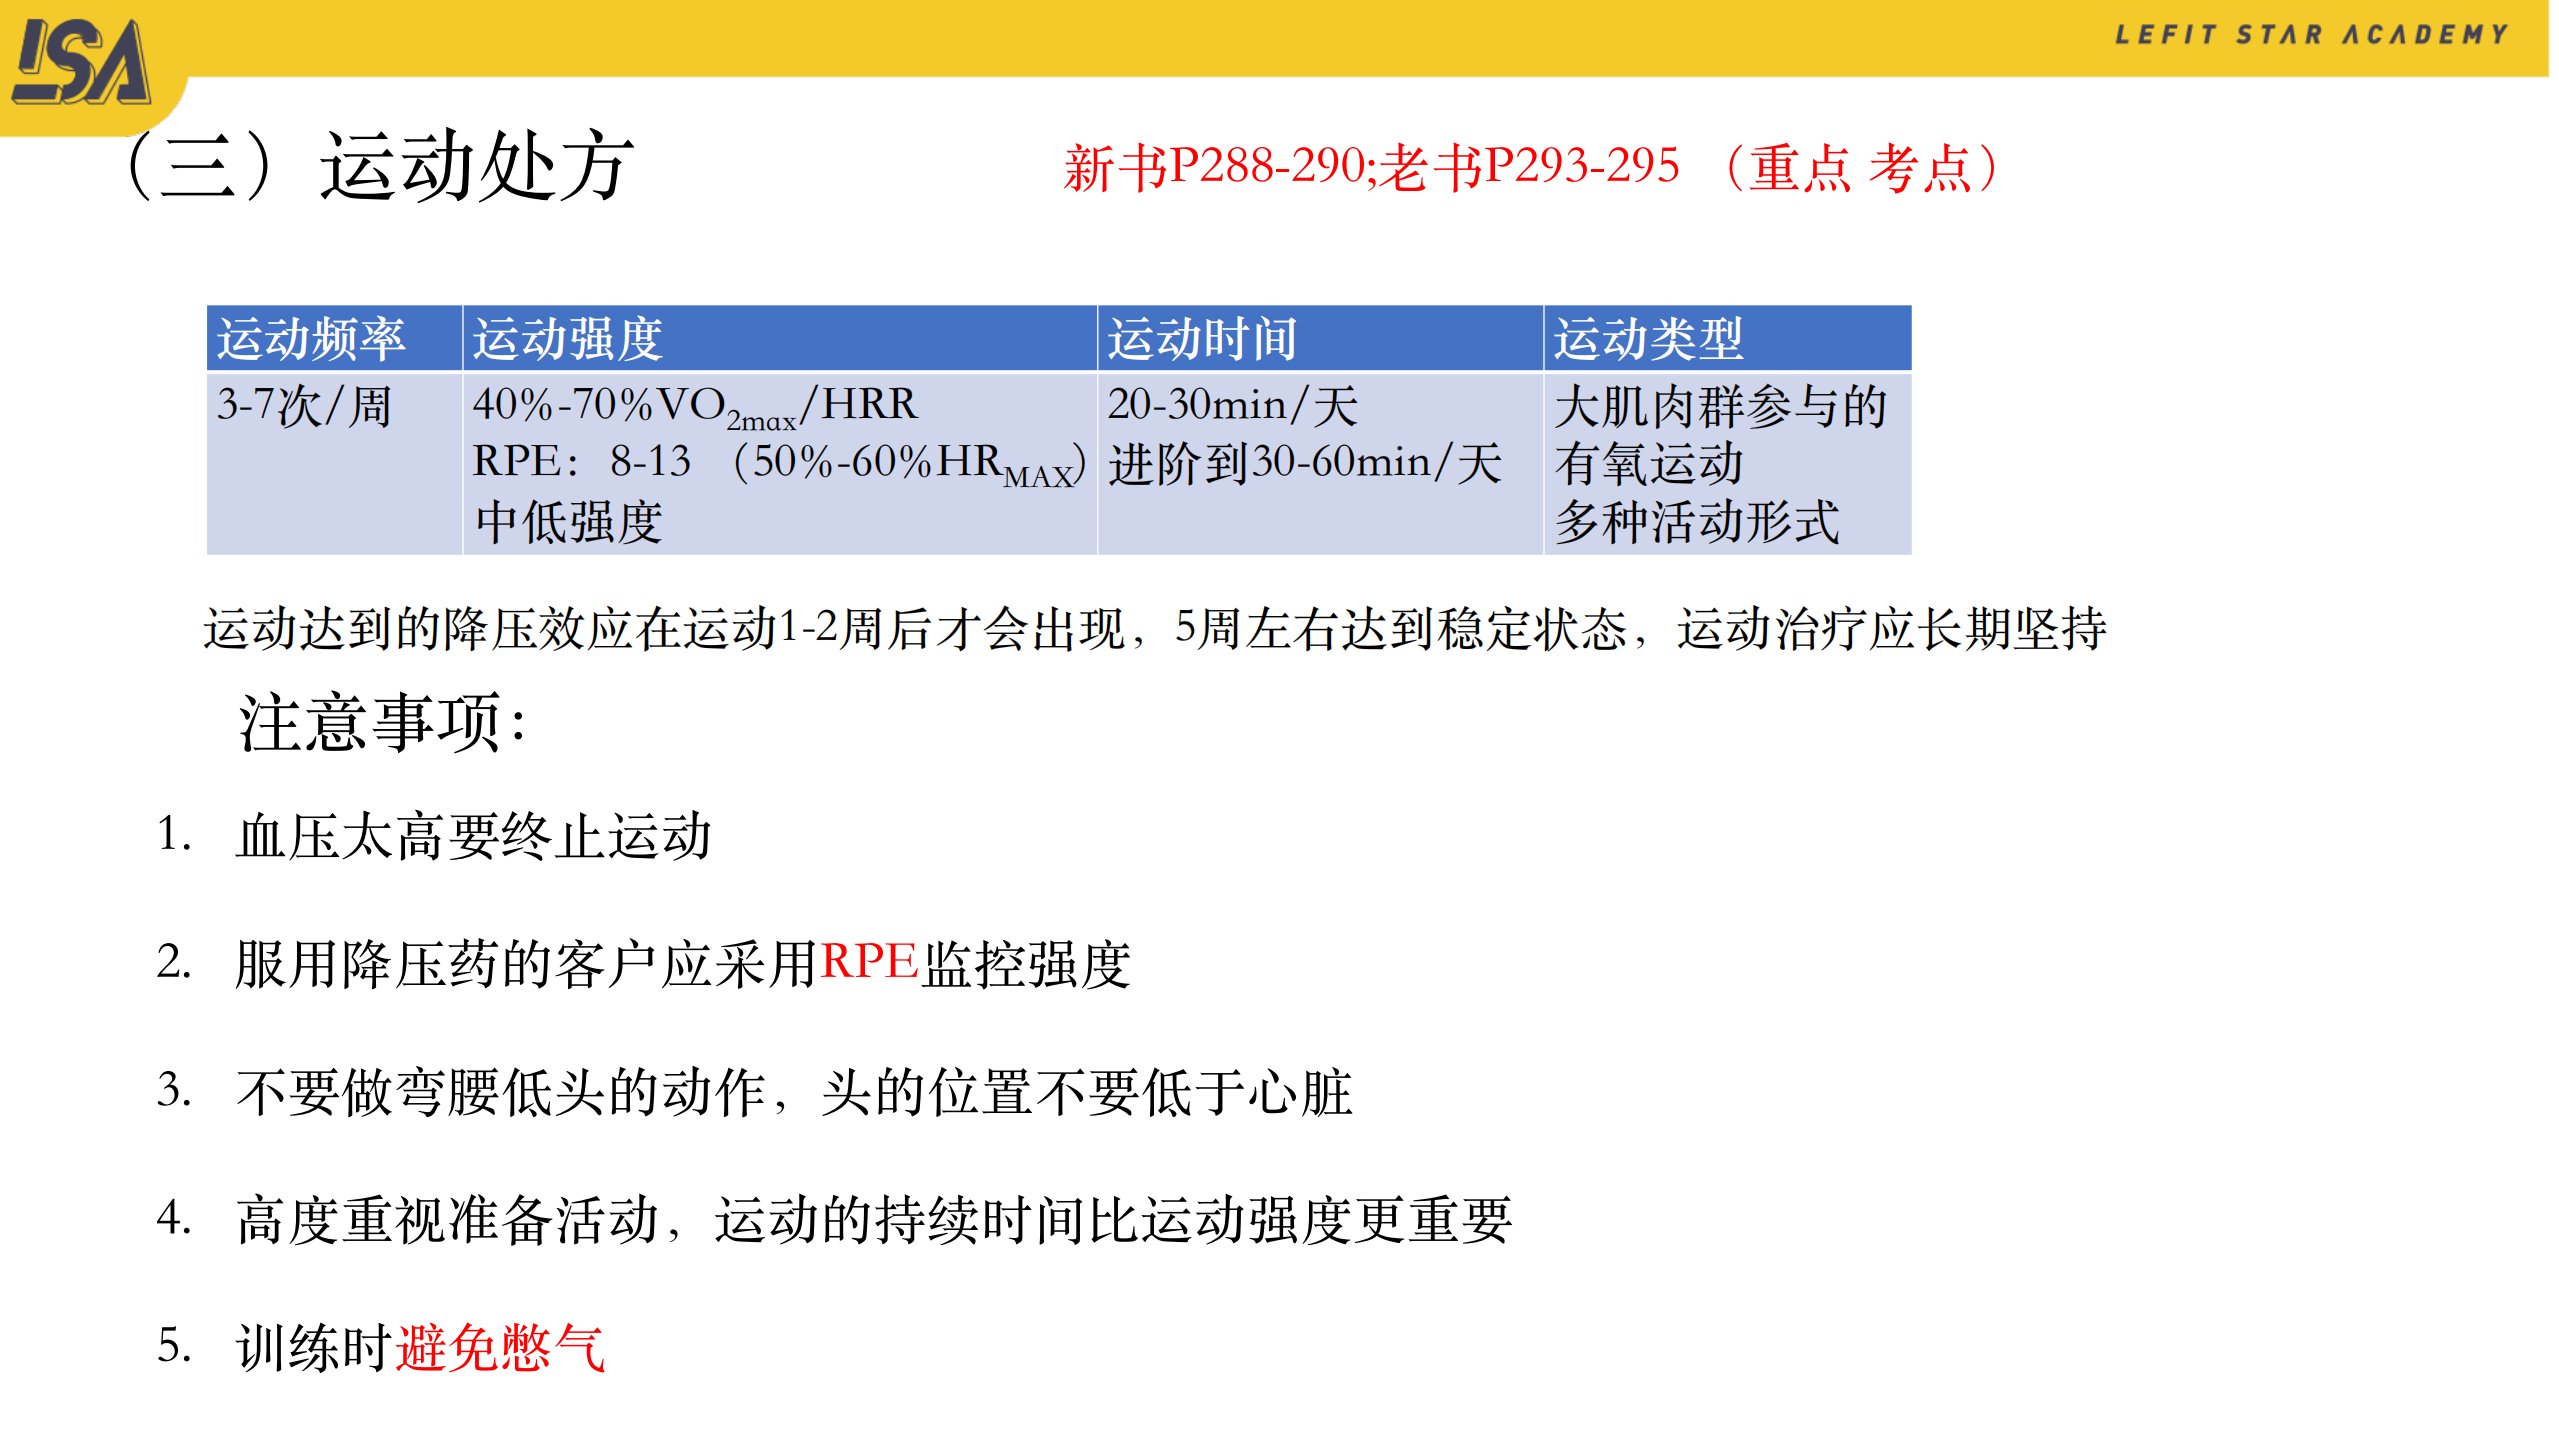 LSA
LEFIT STAR ACADEMY
（三）运动处方
新书P288-290;老书P293-295 （重点 考点）
运动频率 运动强度 运动时间 运动类型
3-7次/周 40%-70%VO2max/HRR 20-30min/天 大肌肉群参与的
RPE：8-13 （50%-60%HRMAX） 进阶到30-60min/天 有氧运动
中低强度 多种活动形式
运动达到的降压效应在运动1-2周后才会出现，5周左右达到稳定状态，运动治疗应长期坚持
注意事项：
1. 血压太高要终止运动
2. 服用降压药的客户应采用RPE监控强度
3. 不要做弯腰低头的动作，头的位置不要低于心脏
4. 高度重视准备活动，运动的持续时间比运动强度更重要
5. 训练时避免憋气